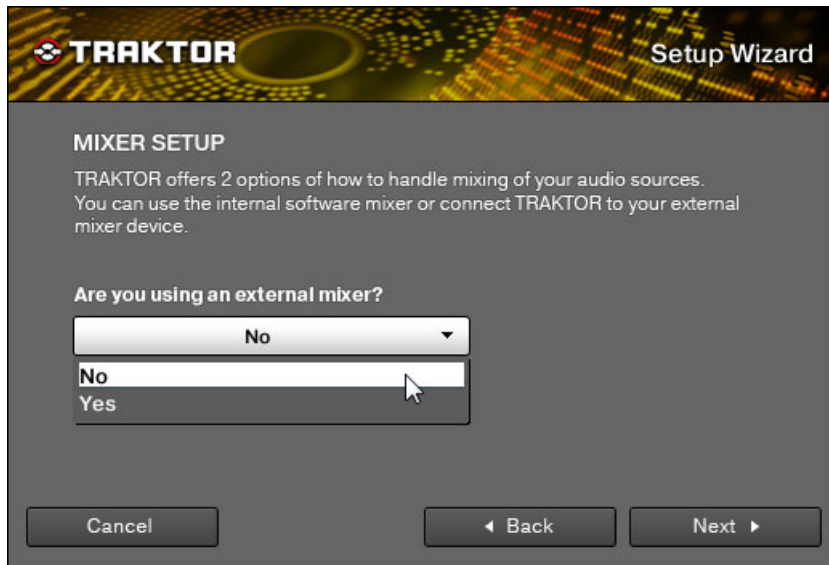 TRAKTOR
Setup Wizard
MIXER SETUP
TRAKTOR offers 2 options of how to handle mixing of your audio sources.
You can use the internal software mixer or connect TRAKTOR to your external
mixer device.
Are you using an external mixer?
No
No
Yes
Cancel
Back
Next